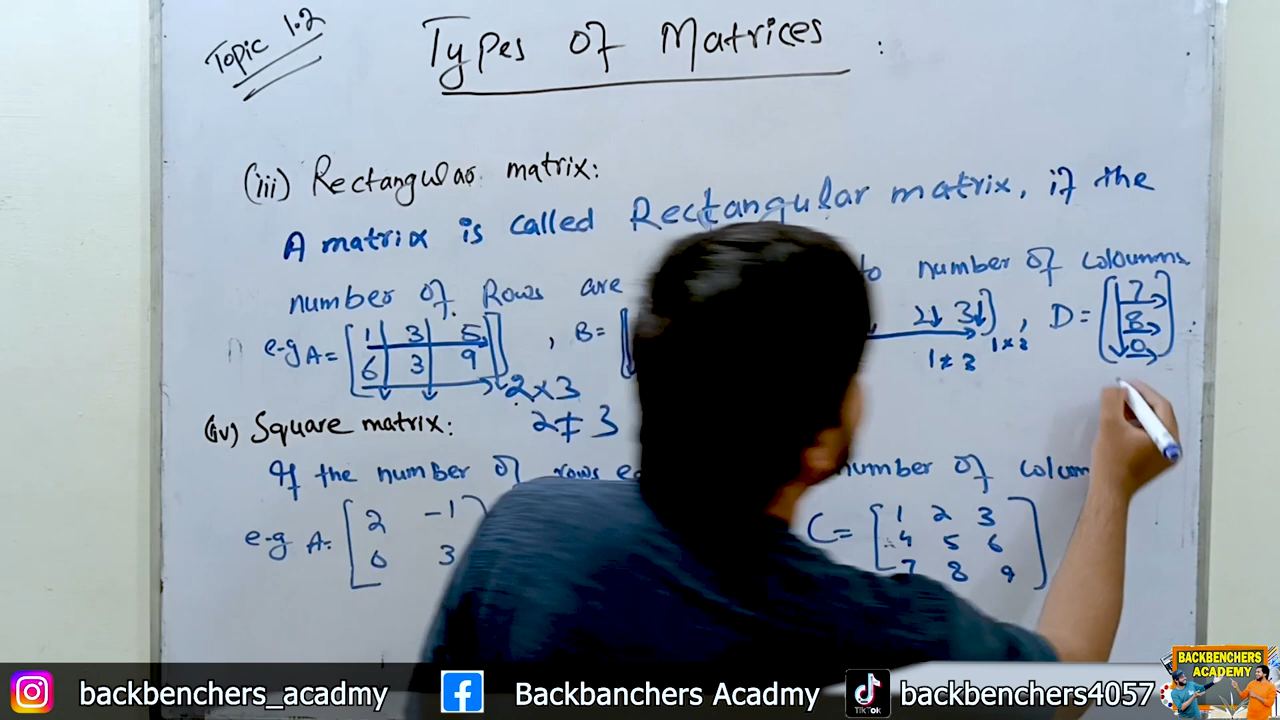 Topic 1.2
Types of Matrices :
(iii) Rectangular matrix:
A matrix is called Rectangular matrix, if the
number of Rows are to number of coloumns.
e.g A = [1 3 5 , B = 2 3] , D = [7
6 3 9] 8
2×3 1×3 1×3 0]
(iv) Square matrix: 2 ≠ 3
If the number of rows number of colum
e.g A = [2 -1 C = [1 2 3
0 3 4 5 6
7 8 9]
backbenchers_acadmy
Backbanchers Acadmy
TikTok
backbenchers4057
BACKBENCHERS
ACADEMY